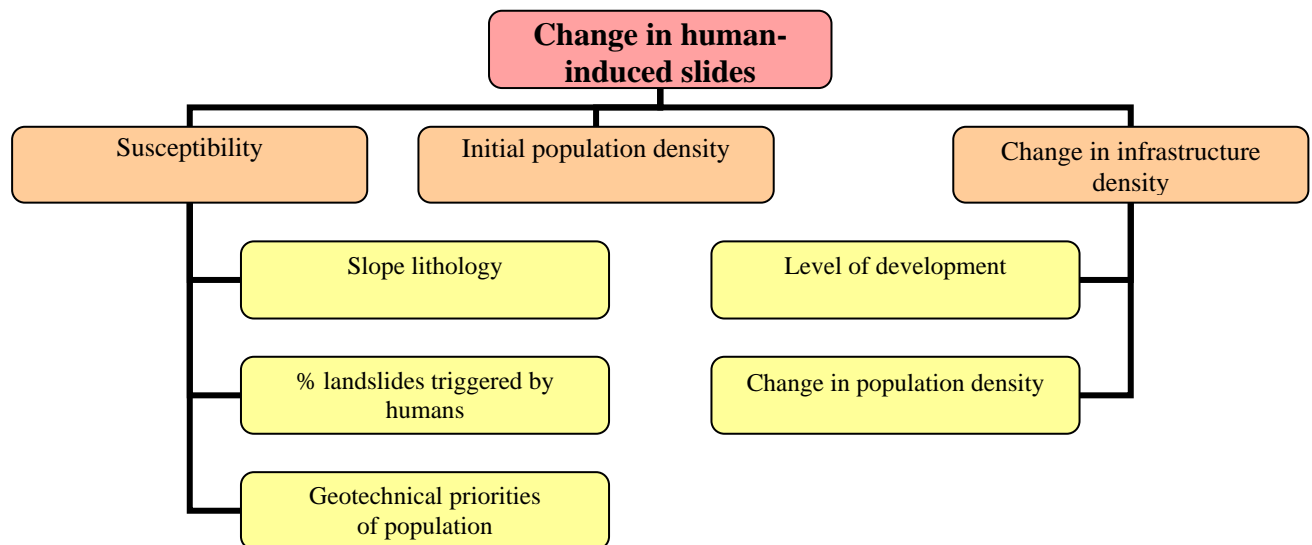 Change in human-
induced slides
Susceptibility
Initial population density
Change in infrastructure
density
Slope lithology
Level of development
% landslides triggered by
humans
Change in population density
Geotechnical priorities
of population